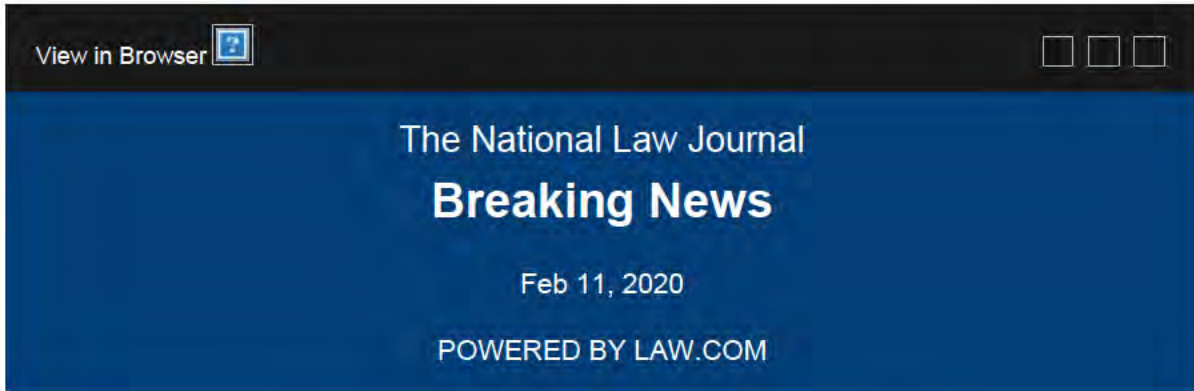 View in Browser
The National Law Journal
Breaking News
Feb 11, 2020
POWERED BY LAW.COM